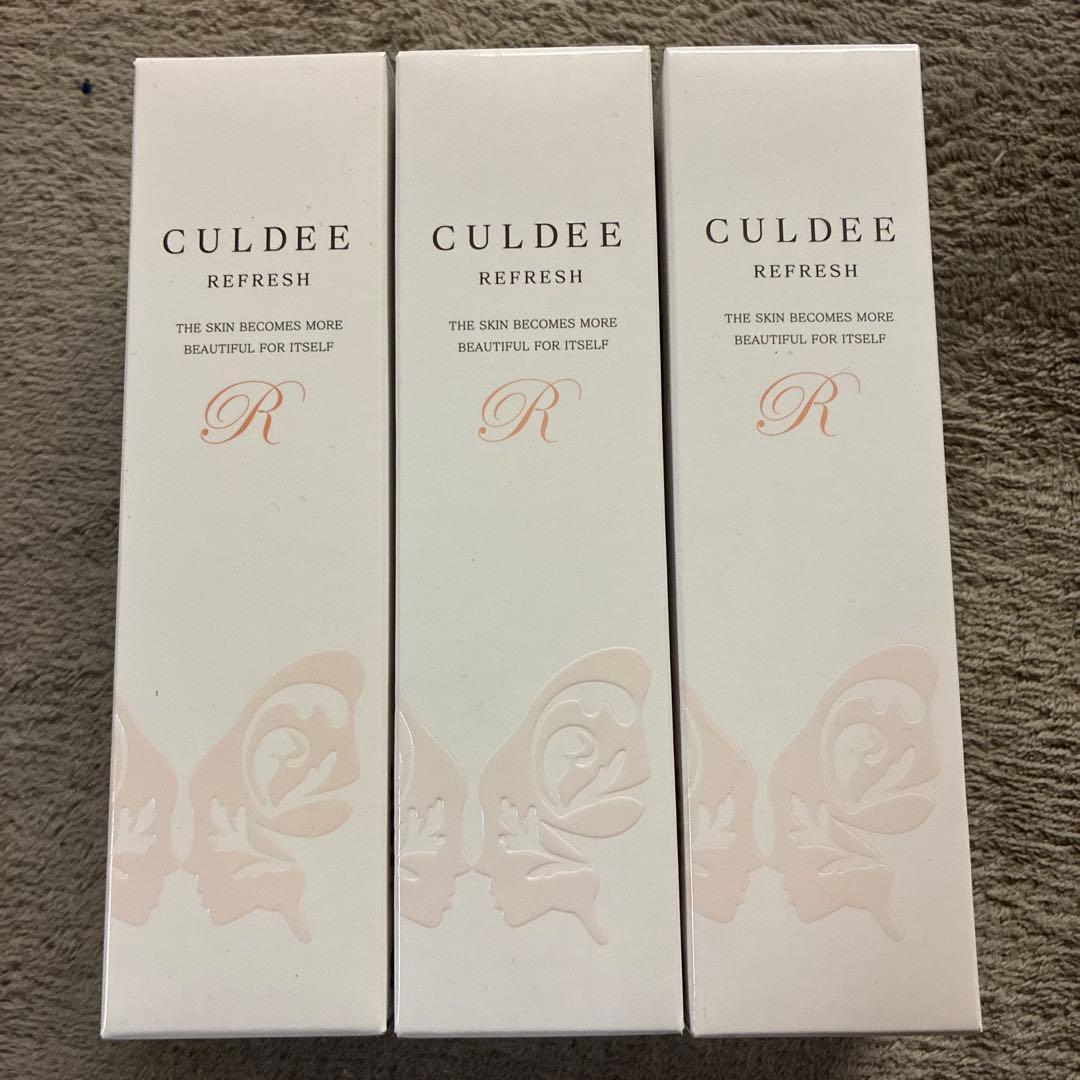 CULDEE
REFRESH
THE SKIN BECOMES MORE
BEAUTIFUL FOR ITSELF
R
CULDEE
REFRESH
THE SKIN BECOMES MORE
BEAUTIFUL FOR ITSELF
R
CULDEE
REFRESH
THE SKIN BECOMES MORE
BEAUTIFUL FOR ITSELF
R